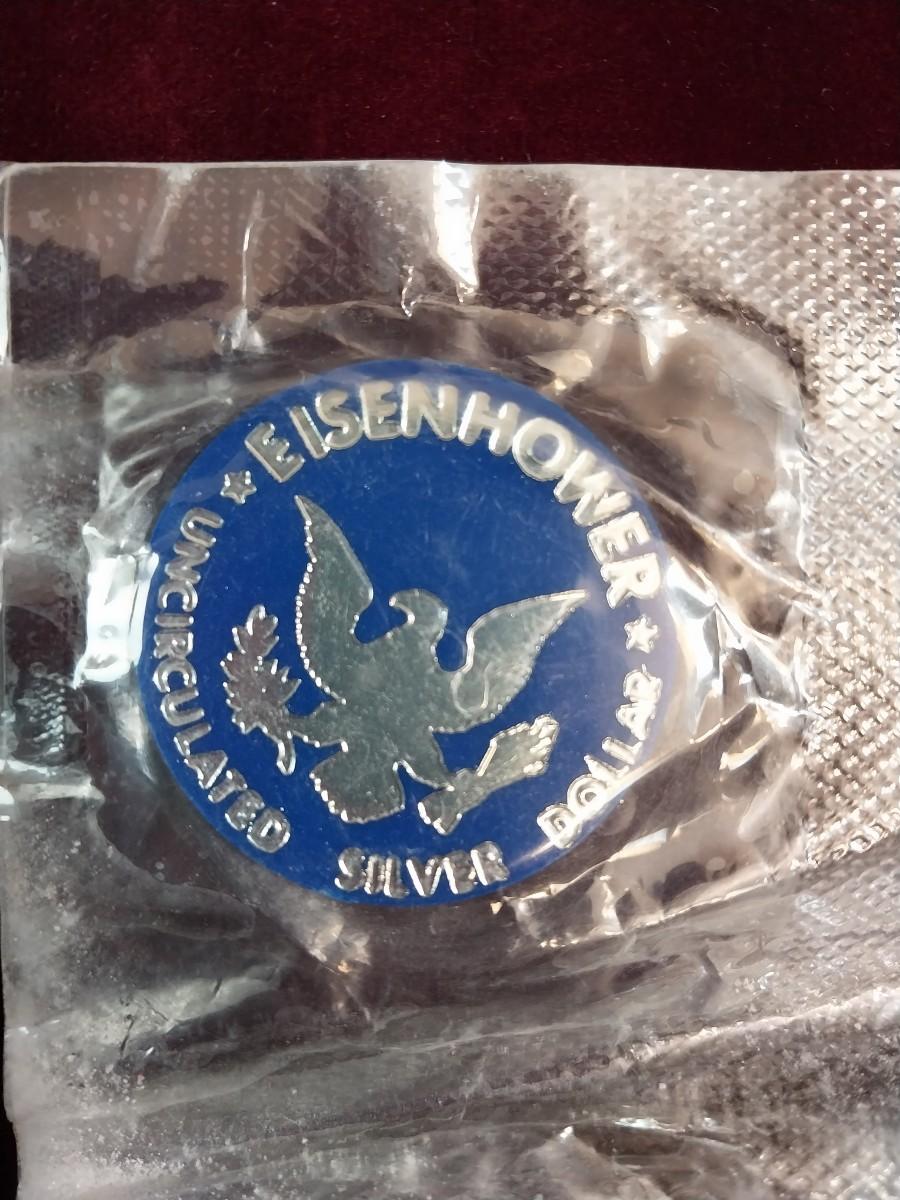 ★ EISENHOWER ★
UNCIRCULATED SILVER DOLLAR